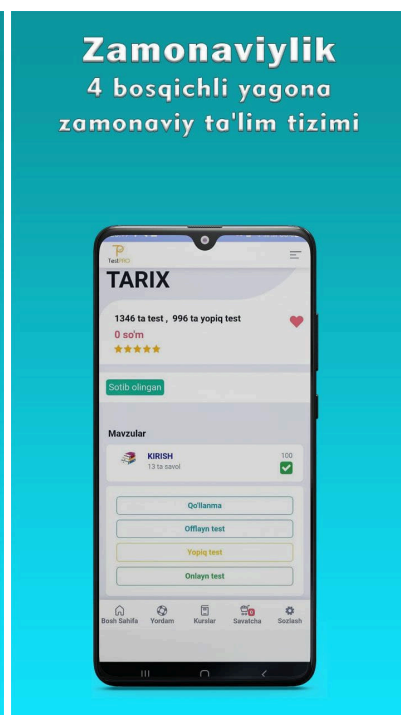 Zamonaviylik
4 bosqichli yagona
zamonaviy ta'lim tizimi
TestPRO
TARIX
1346 ta test , 996 ta yopiq test
0 so'm
Sotib olingan
Mavzular
KIRISH
100
13 ta savol
Qo'llanma
Offlayn test
Yopiq test
Onlayn test
Bosh Sahifa Yordam Kurslar Savatcha Sozlash